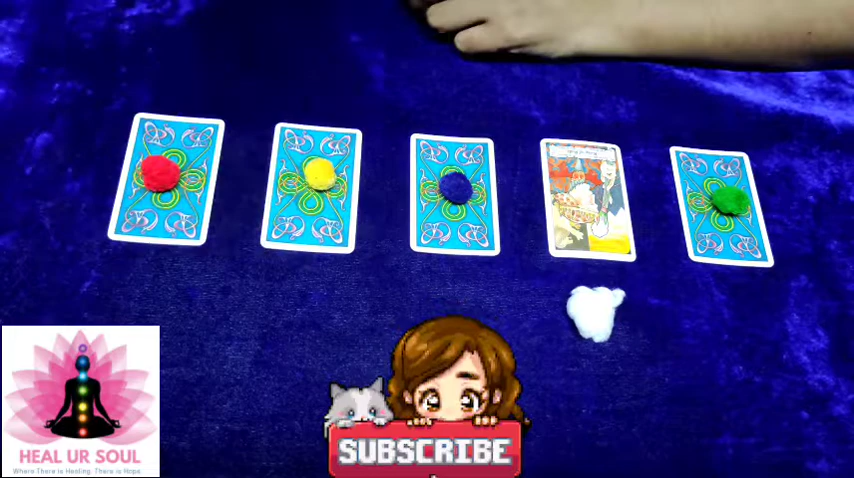 HEAL UR SOUL
Where There is Healing. There is Hope.
SUBSCRIBE